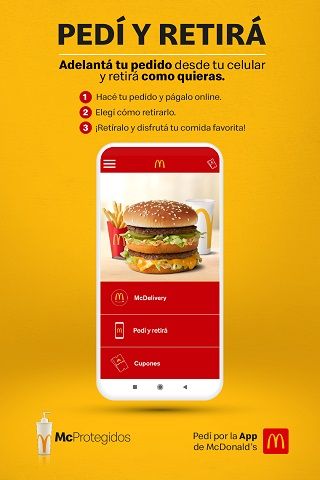 PEDÍ Y RETIRÁ
Adelantá tu pedido desde tu celular
y retirá como quieras.
1 Hacé tu pedido y págalo online.
2 Elegí cómo retirarlo.
3 ¡Retíralo y disfrutá tu comida favorita!
McDelivery
Pedí y retirá
Cupones
McProtegidos
Pedí por la App
de McDonald's